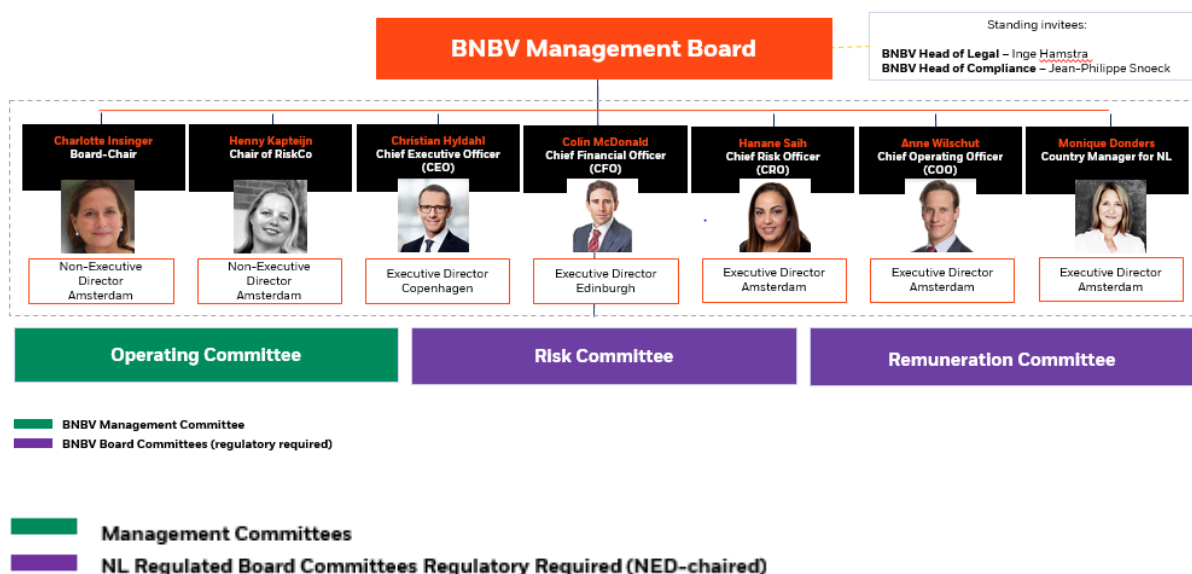 BNBV Management Board
Standing invitees:
BNBV Head of Legal – Inge Hamstra
BNBV Head of Compliance – Jean-Philippe Snoeck
Charlotte Insinger
Board-Chair
Non-Executive
Director
Amsterdam
Henny Kapteijn
Chair of RiskCo
Non-Executive
Director
Amsterdam
Christian Hyldahl
Chief Executive Officer
(CEO)
Executive Director
Copenhagen
Colin McDonald
Chief Financial Officer
(CFO)
Executive Director
Edinburgh
Hanane Saih
Chief Risk Officer
(CRO)
Executive Director
Amsterdam
Anne Wilschut
Chief Operating Officer
(COO)
Executive Director
Amsterdam
Monique Donders
Country Manager for NL
Executive Director
Amsterdam
Operating Committee
Risk Committee
Remuneration Committee
BNBV Management Committee
BNBV Board Committees (regulatory required)
Management Committees
NL Regulated Board Committees Regulatory Required (NED-chaired)